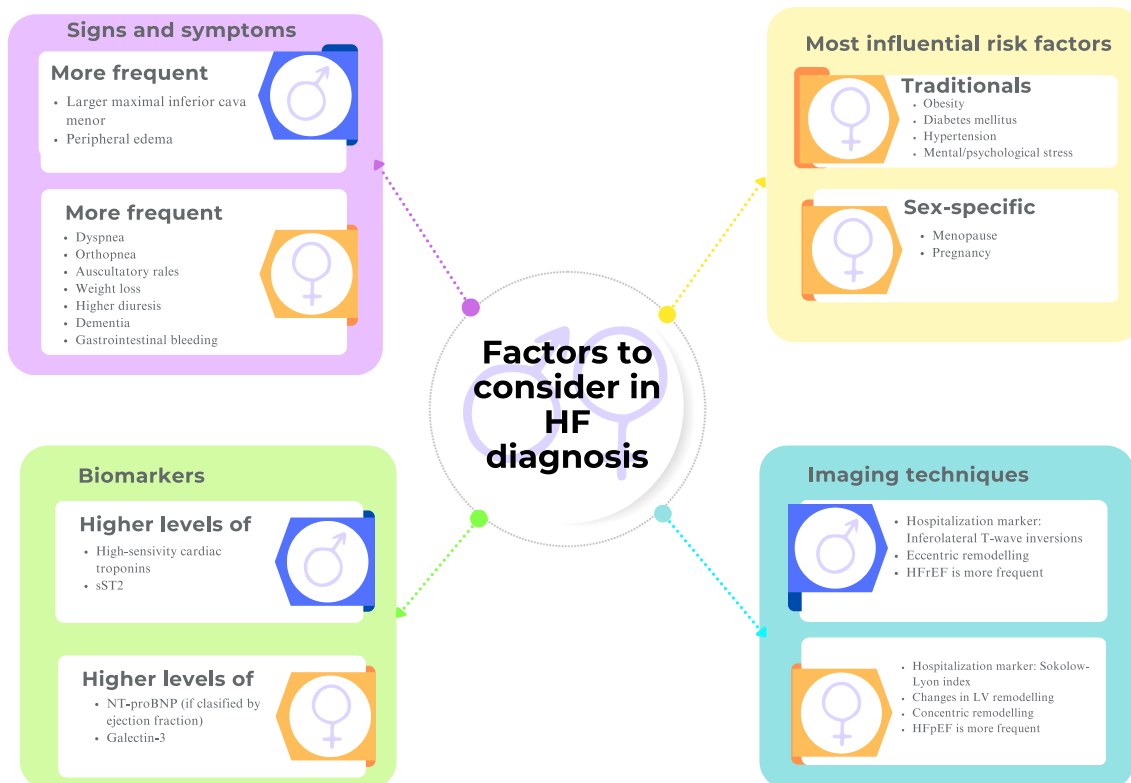 Signs and symptoms
More frequent
• Larger maximal inferior cava
menor
• Peripheral edema
More frequent
• Dyspnea
• Orthopnea
• Auscultatory rales
• Weight loss
• Higher diuresis
• Dementia
• Gastrointestinal bleeding
Most influential risk factors
Traditionals
• Obesity
• Diabetes mellitus
• Hypertension
• Mental/psychological stress
Sex-specific
• Menopause
• Pregnancy
Factors to
consider in
HF
diagnosis
Biomarkers
Higher levels of
• High-sensivity cardiac
troponins
• sST2
Higher levels of
• NT-proBNP (if clasified by
ejection fraction)
• Galectin-3
Imaging techniques
• Hospitalization marker:
Inferolateral T-wave inversions
• Eccentric remodelling
• HFrEF is more frequent
• Hospitalization marker: Sokolow-
Lyon index
• Changes in LV remodelling
• Concentric remodelling
• HFpEF is more frequent